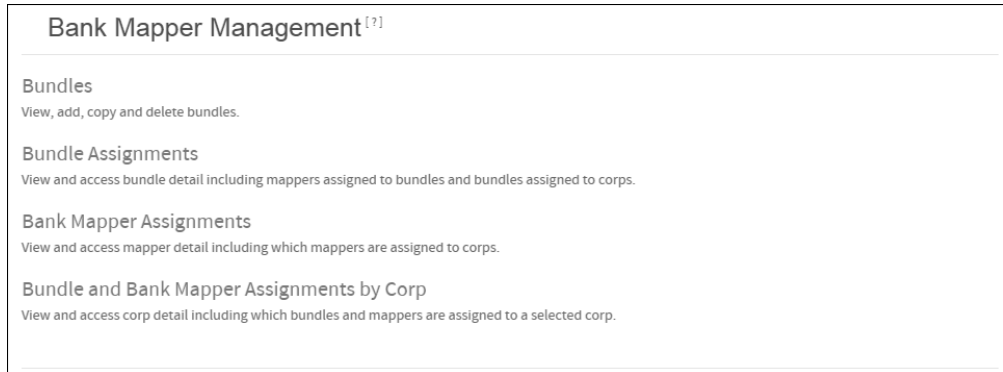 Bank Mapper Management[?]
Bundles
View, add, copy and delete bundles.
Bundle Assignments
View and access bundle detail including mappers assigned to bundles and bundles assigned to corps.
Bank Mapper Assignments
View and access mapper detail including which mappers are assigned to corps.
Bundle and Bank Mapper Assignments by Corp
View and access corp detail including which bundles and mappers are assigned to a selected corp.